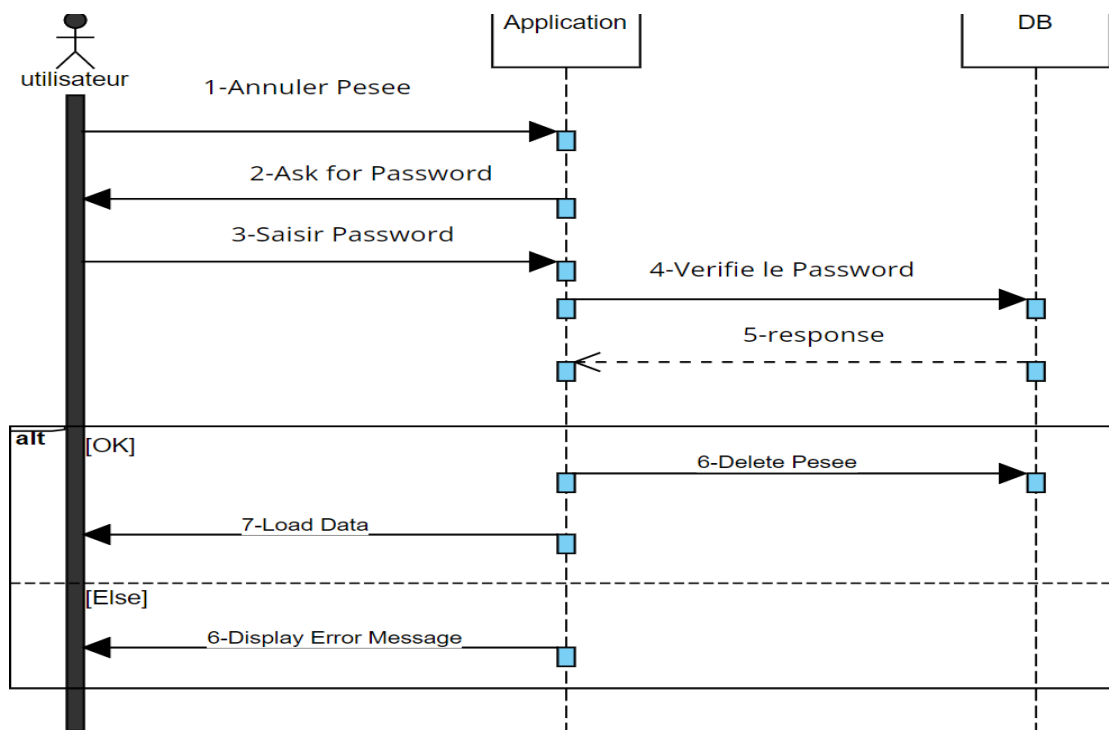 Application
DB
utilisateur
1-Annuler Pesee
2-Ask for Password
3-Saisir Password
4-Verifie le Password
5-response
alt
[OK]
6-Delete Pesee
7-Load Data
[Else]
6-Display Error Message